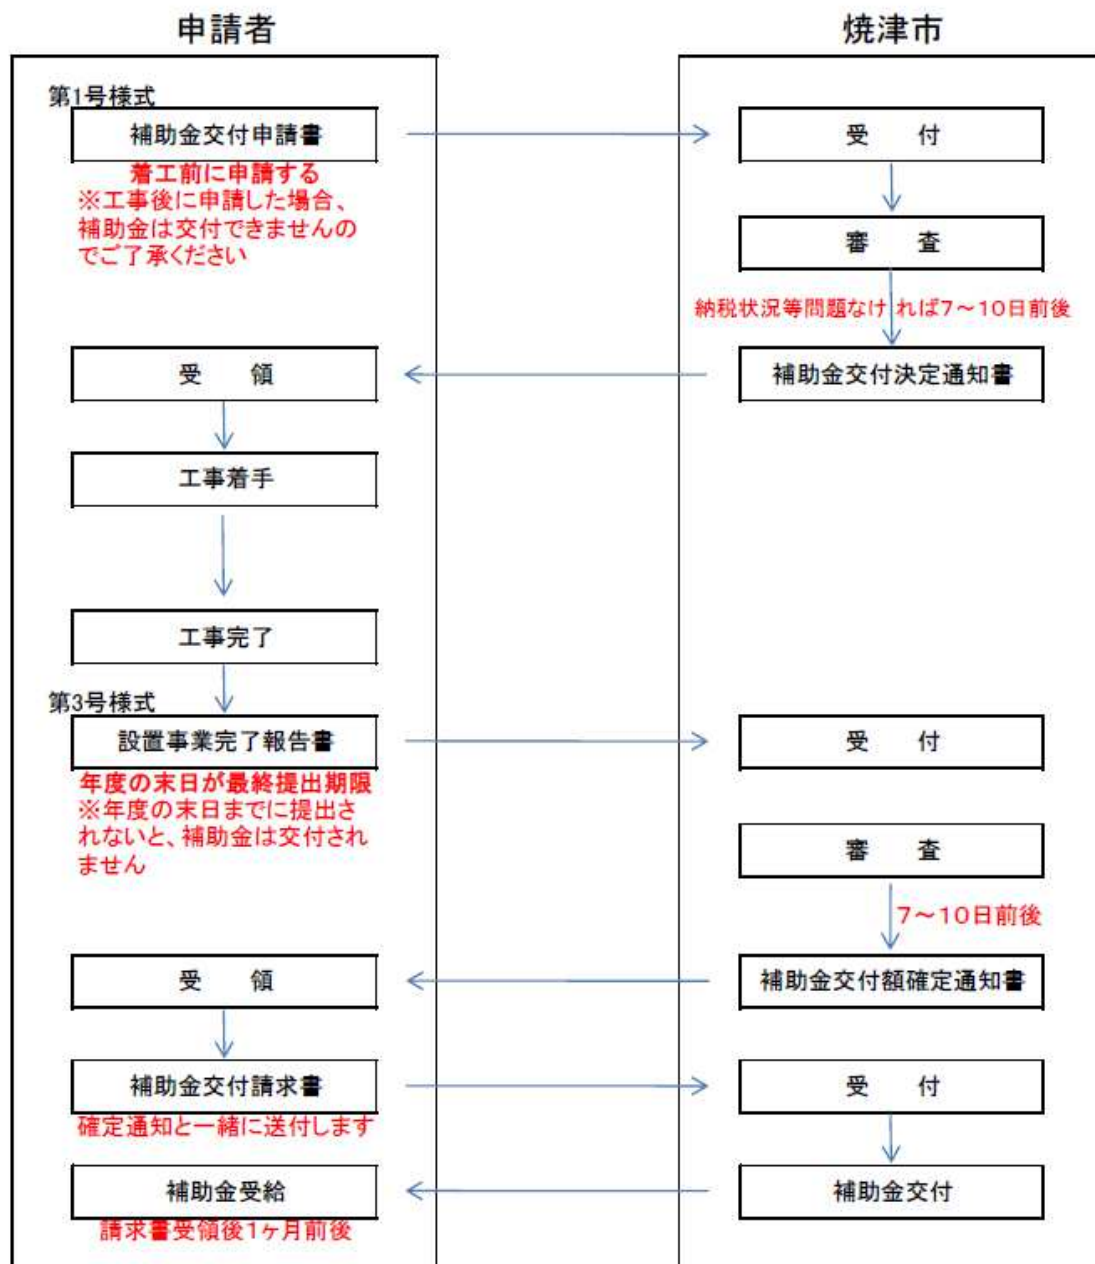 申請者
焼津市
第1号様式
補助金交付申請書
受　付
着工前に申請する
※工事後に申請した場合、
補助金は交付できませんの
でご了承ください
審　査
納税状況等問題なければ7～10日前後
受　領
補助金交付決定通知書
工事着手
工事完了
第3号様式
設置事業完了報告書
受　付
年度の末日が最終提出期限
※年度の末日までに提出さ
れないと、補助金は交付され
ません
審　査
7～10日前後
受　領
補助金交付額確定通知書
補助金交付請求書
受　付
確定通知と一緒に送付します
補助金受給
補助金交付
請求書受領後1ヶ月前後